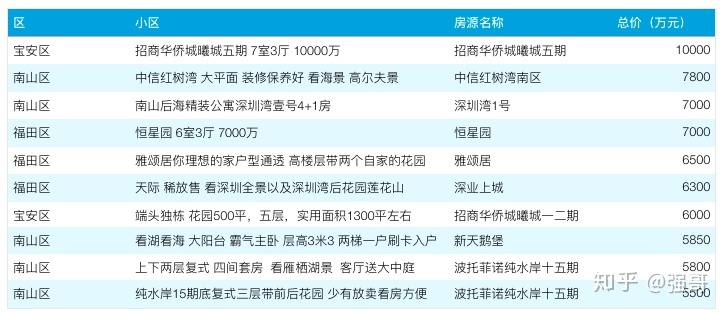 区 小区 房源名称 总价（万元）
宝安区 招商华侨城曦城五期 7室3厅 10000万 招商华侨城曦城五期 10000
南山区 中信红树湾 大平面 装修保养好 看海景 高尔夫景 中信红树湾南区 7800
南山区 南山后海精装公寓深圳湾壹号4+1房 深圳湾1号 7000
福田区 恒星园 6室3厅 7000万 恒星园 7000
福田区 雅颂居你理想的家户型通透 高楼层带两个自家的花园 雅颂居 6500
福田区 天际 稀放售 看深圳全景以及深圳湾后花园莲花山 深业上城 6300
宝安区 端头独栋 花园500平，五层，实用面积1300平左右 招商华侨城曦城一二期 6000
南山区 看湖看海 大阳台 霸气主卧 层高3米3 两梯一户刷卡入户 新天鹅堡 5850
南山区 上下两层复式 四间套房 看雁栖湖景 客厅送大中庭 波托菲诺纯水岸十五期 5800
南山区 纯水岸15期底复式三层带前后花园 少有放卖看房方便 波托菲诺纯水岸十五期 5500
知乎 @强哥